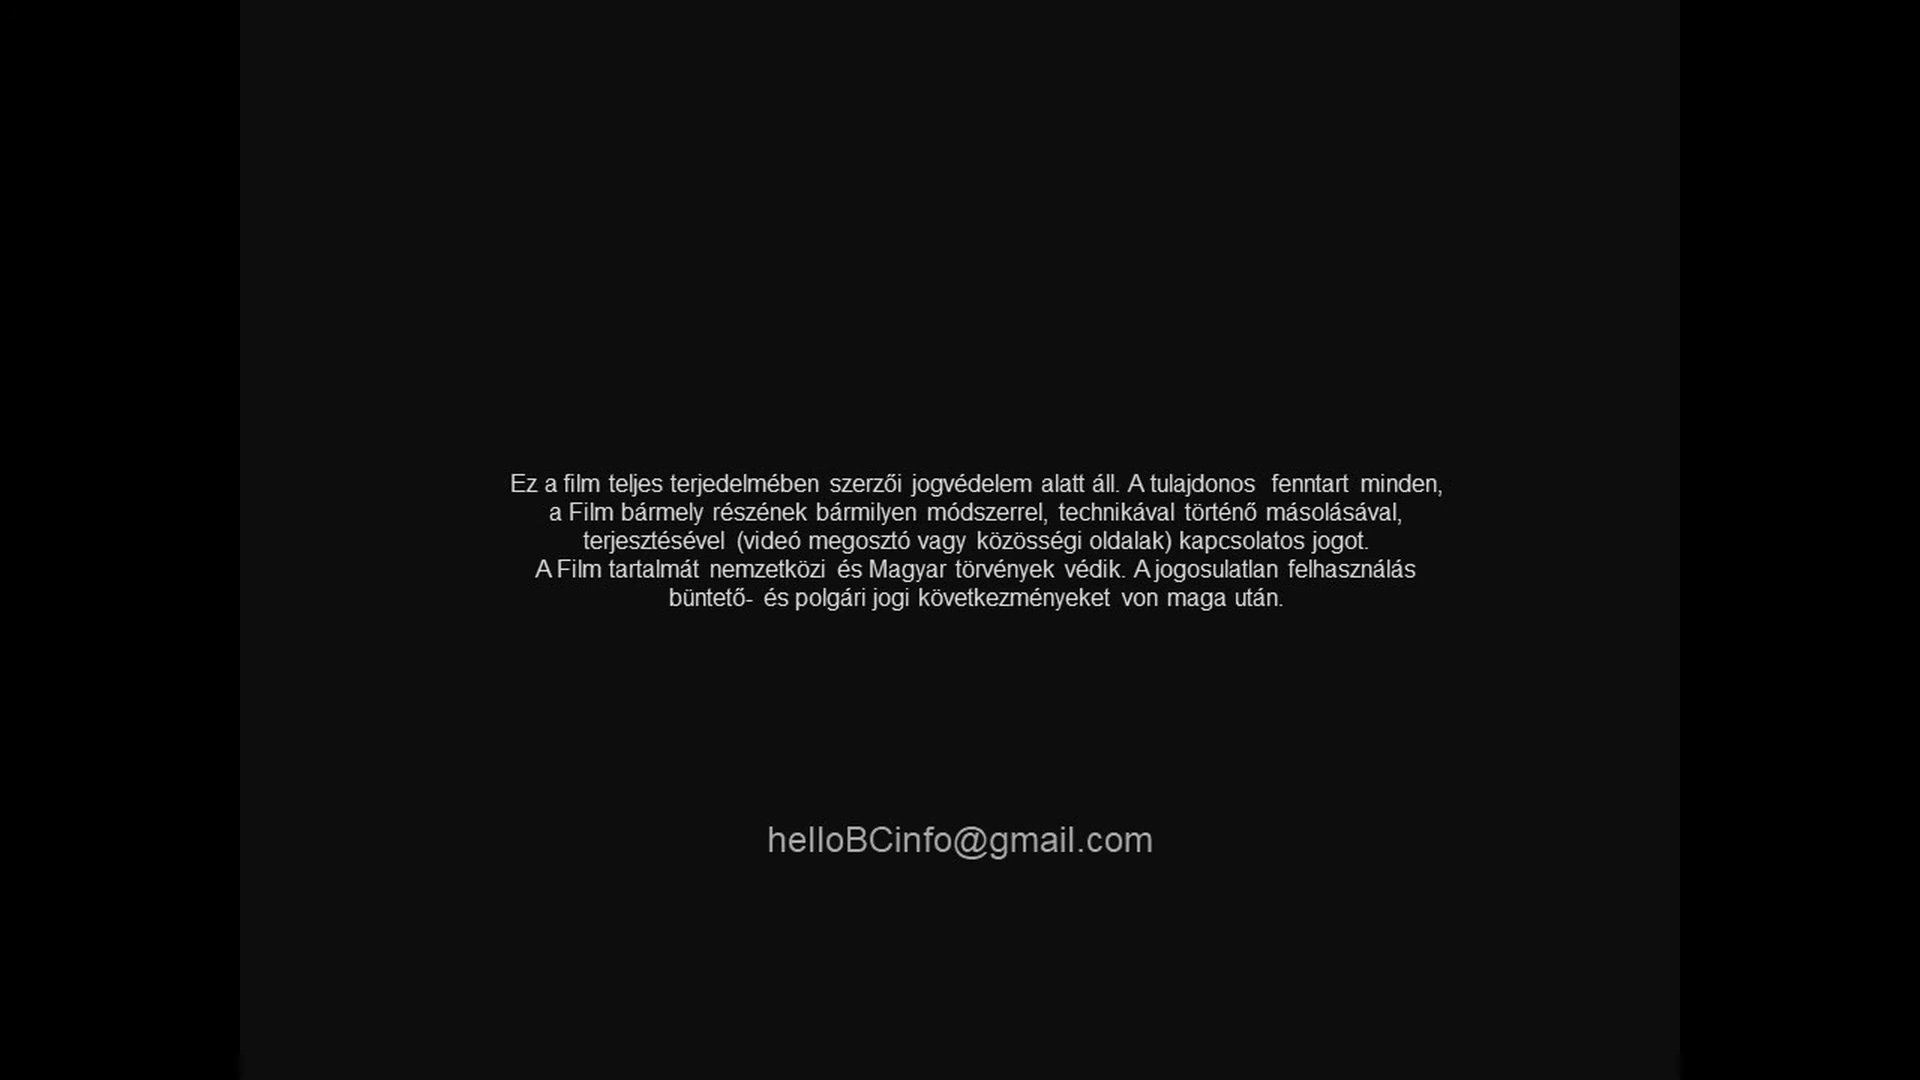 Ez a film teljes terjedelmében szerzői jogvédelem alatt áll. A tulajdonos fenntart minden,
a Film bármely részének bármilyen módszerrel, technikával történő másolásával,
terjesztésével (videó megosztó vagy közösségi oldalak) kapcsolatos jogot.
A Film tartalmát nemzetközi és Magyar törvények védik. A jogosulatlan felhasználás
büntető- és polgári jogi következményeket von maga után.
helloBCinfo@gmail.com